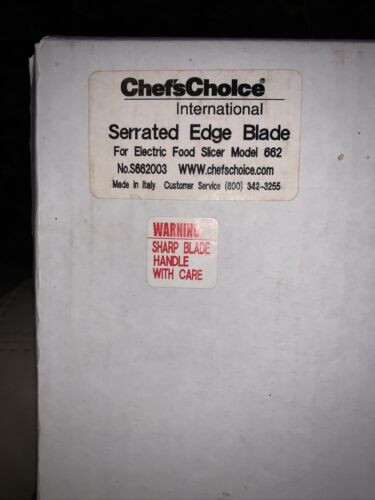 Chef'sChoice®
International
Serrated Edge Blade
For Electric Food Slicer Model 662
No.S662003 WWW.chefschoice.com
Made in Italy Customer Service (800) 342-3255
WARNING
SHARP BLADE
HANDLE
WITH CARE